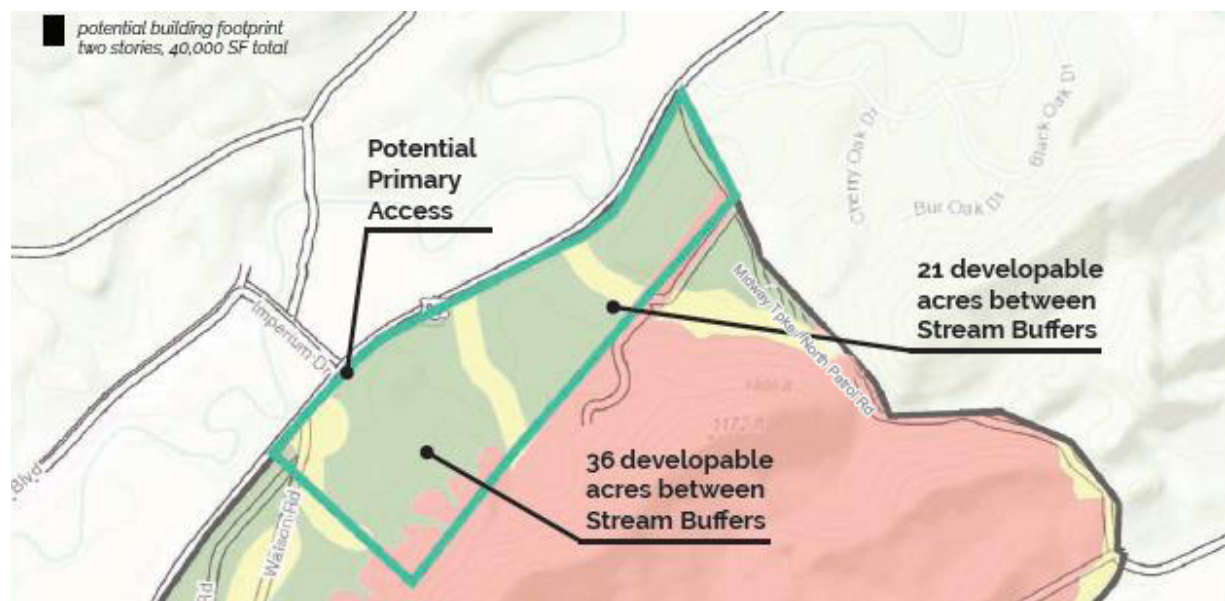 potential building footprint
two stories, 40,000 SF total
Potential
Primary
Access
Cherry Oak Dr
Black Oak Dr
Bur Oak Dr
21 developable
acres between
Stream Buffers
Midway Tpke / North Patrol Rd
Imperium Dr
36 developable
acres between
Stream Buffers
Blvd
Watson Rd
Rd